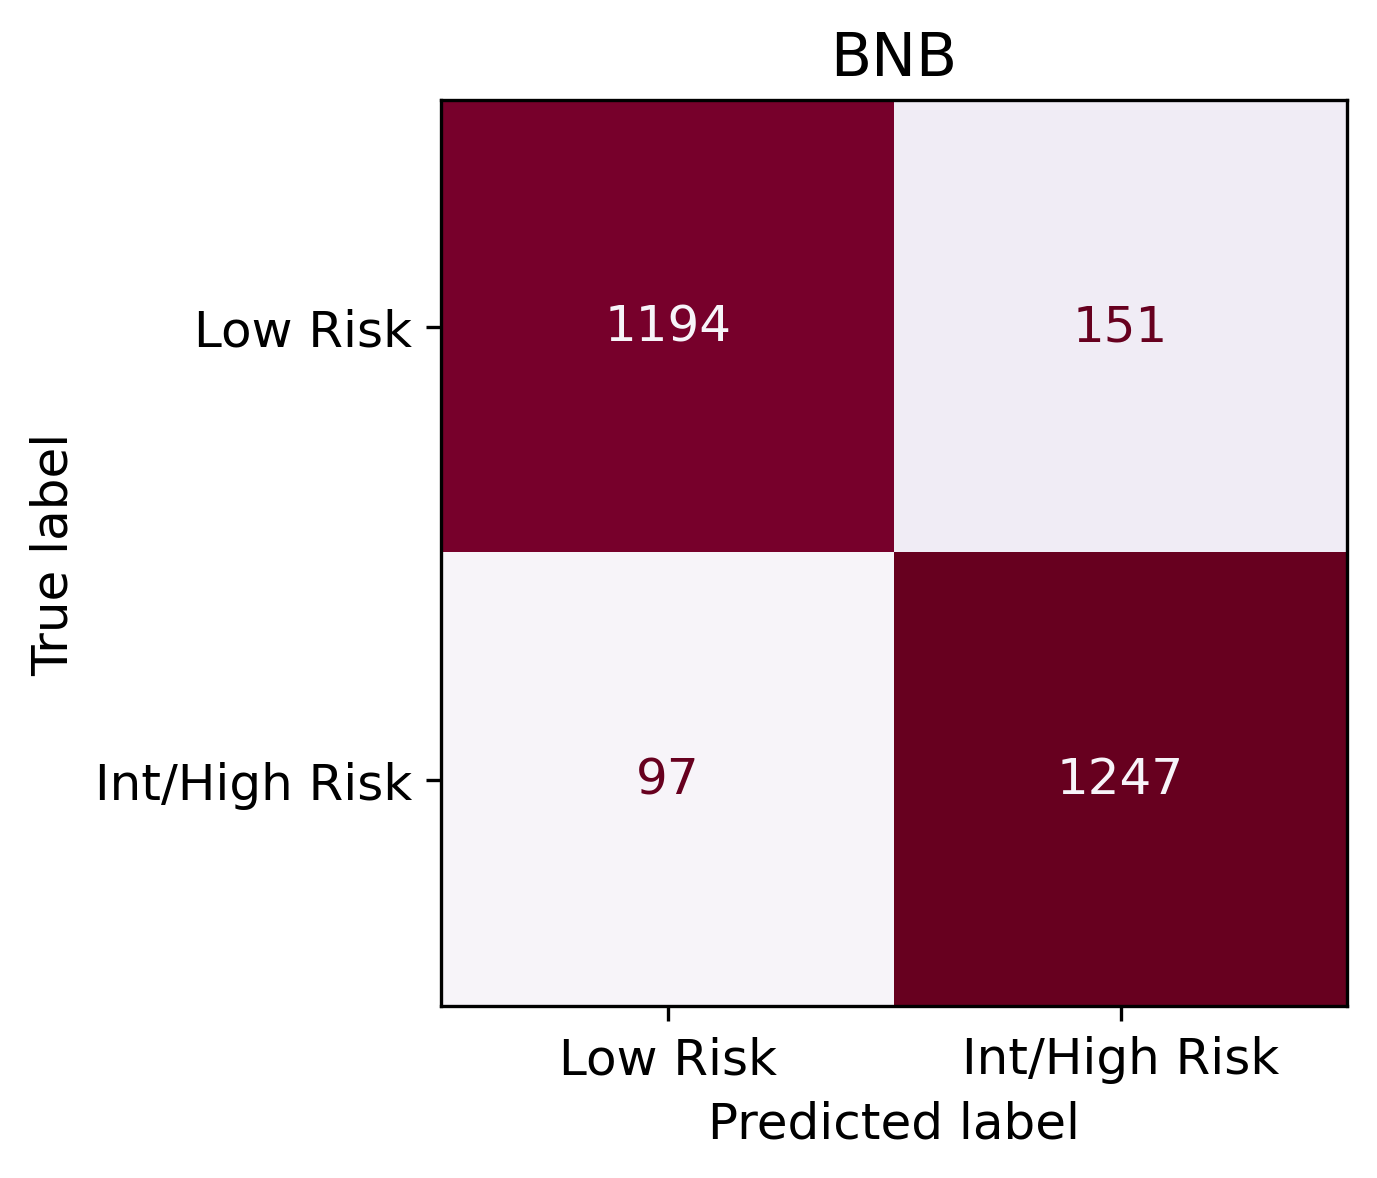 BNB
Low Risk
1194
151
True label
Int/High Risk
97
1247
Low Risk
Int/High Risk
Predicted label